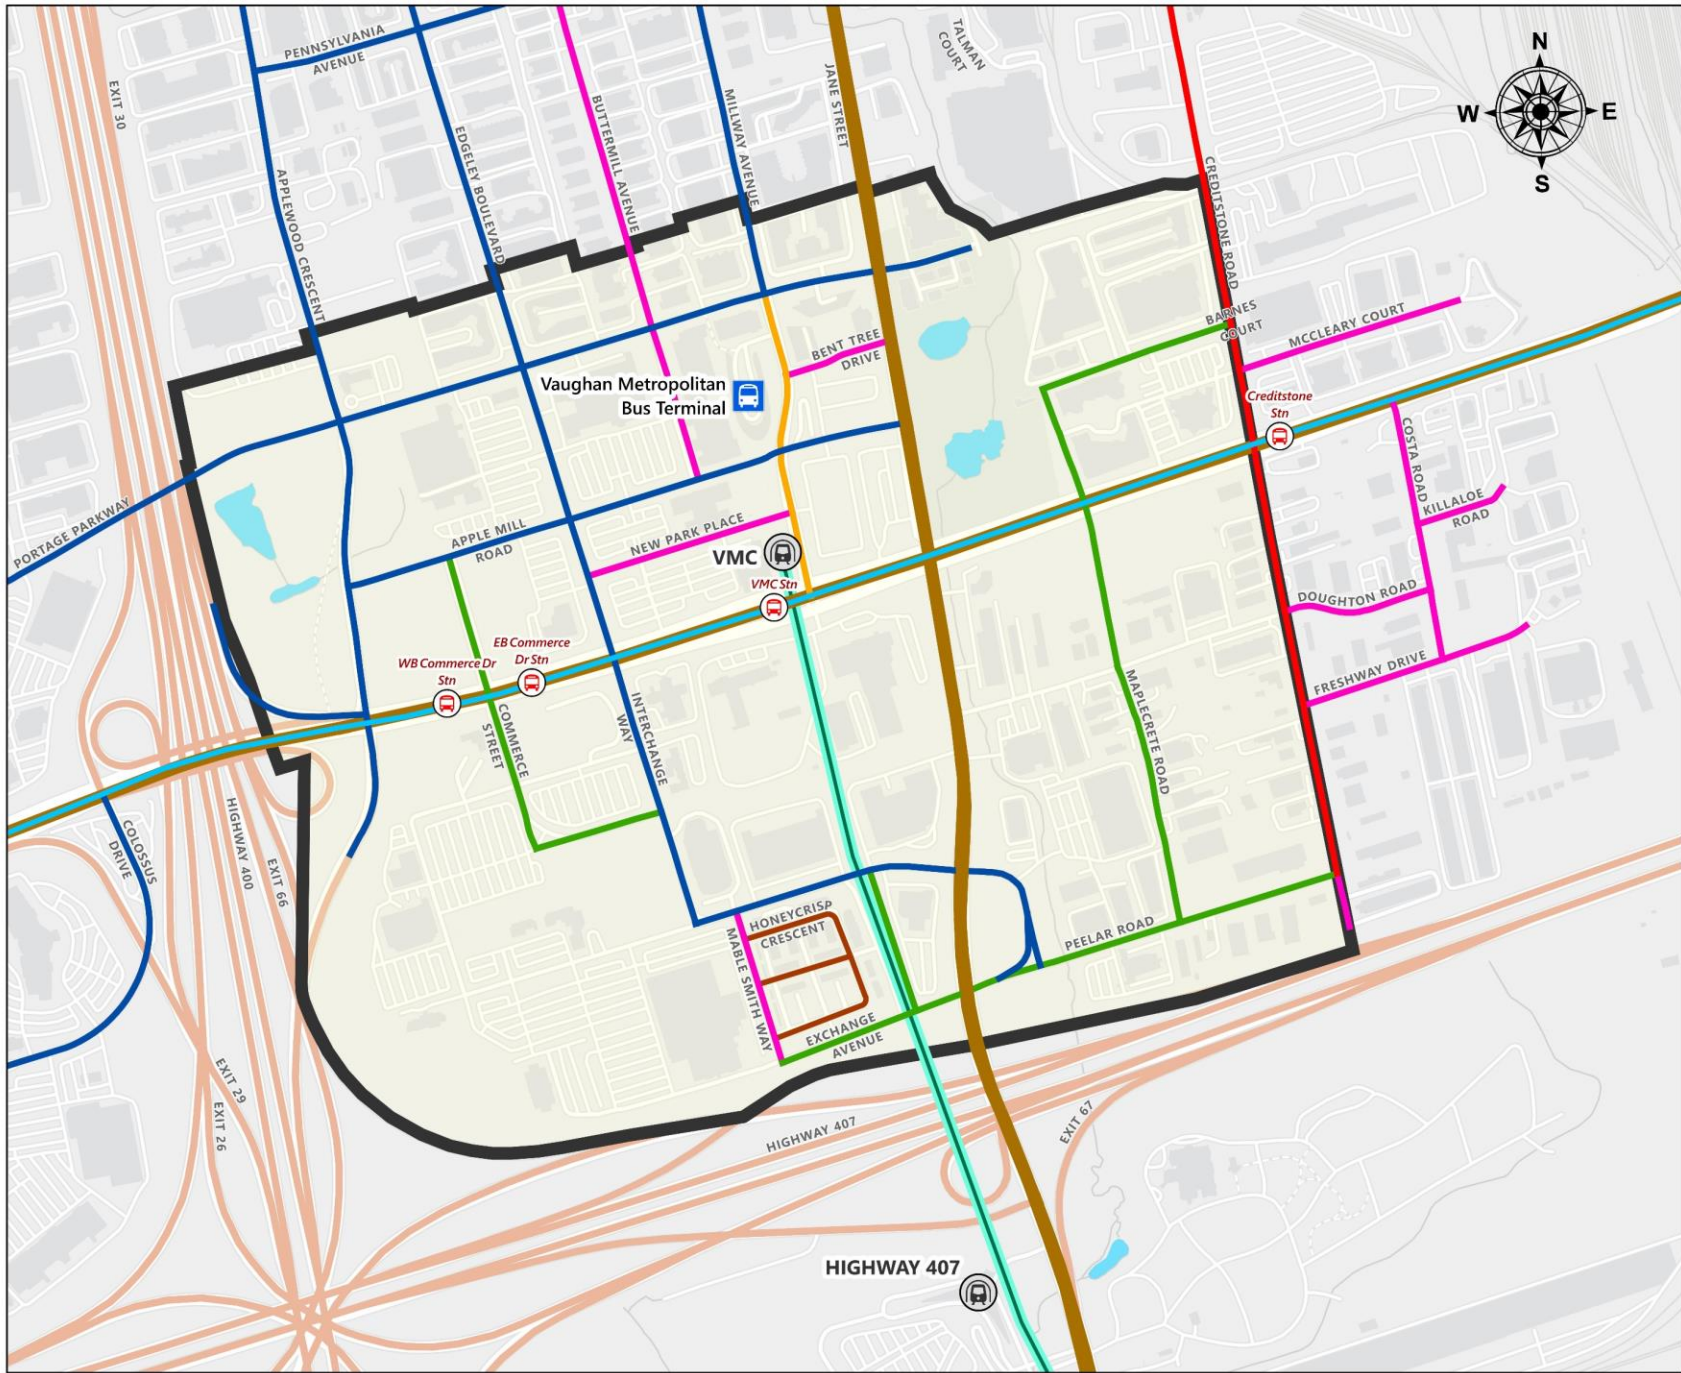 PENNSYLVANIA
AVENUE
TALMAN
COURT
N
W
E
S
EXIT 30
BUTTERMILL AVENUE
MILLWAY AVENUE
JANE STREET
EDGELEY BOULEVARD
APPLEWOOD CRESCENT
CREDITSTONE ROAD
BARNES
COURT
MCCLEARY COURT
BENT TREE
DRIVE
Vaughan Metropolitan
Bus Terminal
Creditstone
Stn
COSTA ROAD
KILLALOE
ROAD
PORTAGE PARKWAY
APPLE MILL
ROAD
NEW PARK PLACE
VMC
VMC Stn
DOUGHTON ROAD
EB Commerce
Dr Stn
WB Commerce Dr
Stn
FRESHWAY DRIVE
COMMERCE
STREET
INTERCHANGE
WAY
MAPLECRETE ROAD
COLOSSUS
DRIVE
HIGHWAY 400
EXIT 66
HONEYCRISP
CRESCENT
MABLE SMITH WAY
PEELAR ROAD
EXCHANGE
AVENUE
EXIT 29
EXIT 26
HIGHWAY 407
EXIT 67
HIGHWAY 407